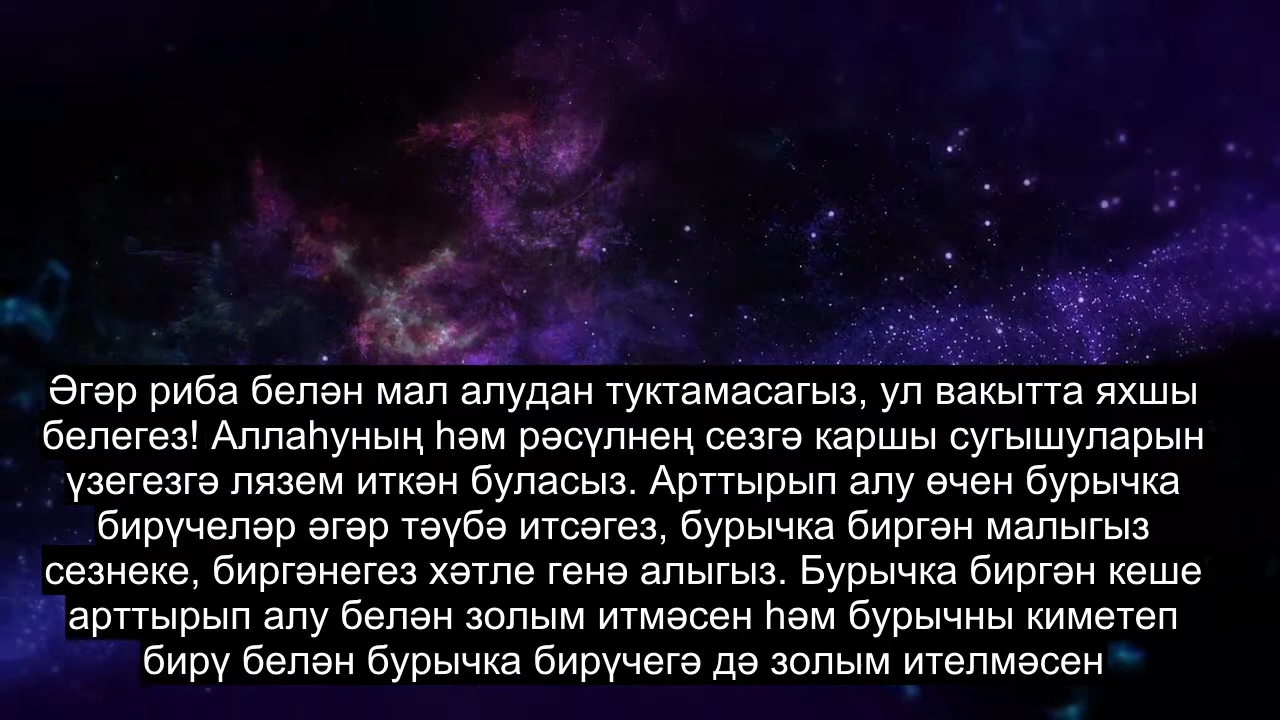 Әгәр риба белән мал алудан туктамасагыз, ул вакытта яхшы
белегез! Аллаһуның һәм рәсүлнең сезгә каршы сугышуларын
үзегезгә лязем иткән буласыз. Арттырып алу өчен бурычка
бирүчеләр әгәр тәүбә итсәгез, бурычка биргән малыгыз
сезнеке, биргәнегез хәтле генә алыгыз. Бурычка биргән кеше
арттырып алу белән золым итмәсен һәм бурычны киметеп
бирү белән бурычка бирүчегә дә золым ителмәсен